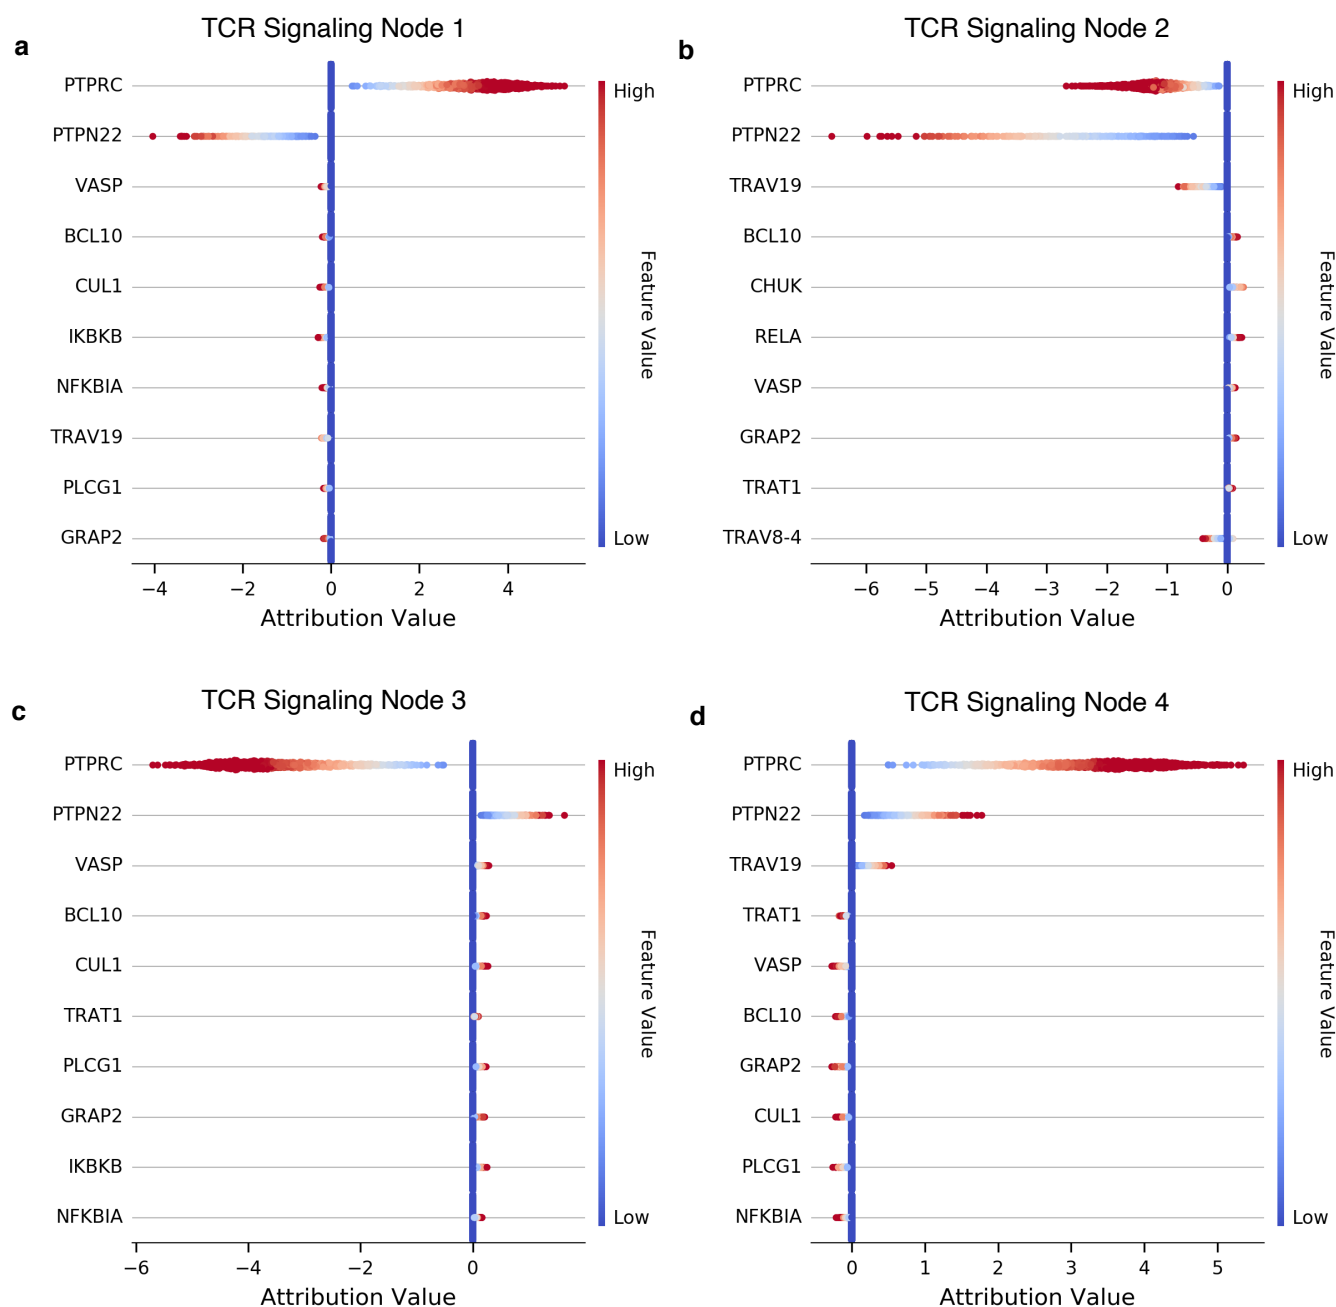 a
TCR Signaling Node 1
PTPRC
PTPN22
VASP
BCL10
CUL1
IKBKB
NFKBIA
TRAV19
PLCG1
GRAP2
−4 −2 0 2 4
Attribution Value
High
Feature Value
Low
b
TCR Signaling Node 2
PTPRC
PTPN22
TRAV19
BCL10
CHUK
RELA
VASP
GRAP2
TRAT1
TRAV8-4
−6 −5 −4 −3 −2 −1 0
Attribution Value
High
Feature Value
Low
c
TCR Signaling Node 3
PTPRC
PTPN22
VASP
BCL10
CUL1
TRAT1
PLCG1
GRAP2
IKBKB
NFKBIA
−6 −4 −2 0
Attribution Value
High
Feature Value
Low
d
TCR Signaling Node 4
PTPRC
PTPN22
TRAV19
TRAT1
VASP
BCL10
GRAP2
CUL1
PLCG1
NFKBIA
0 1 2 3 4 5
Attribution Value
High
Feature Value
Low